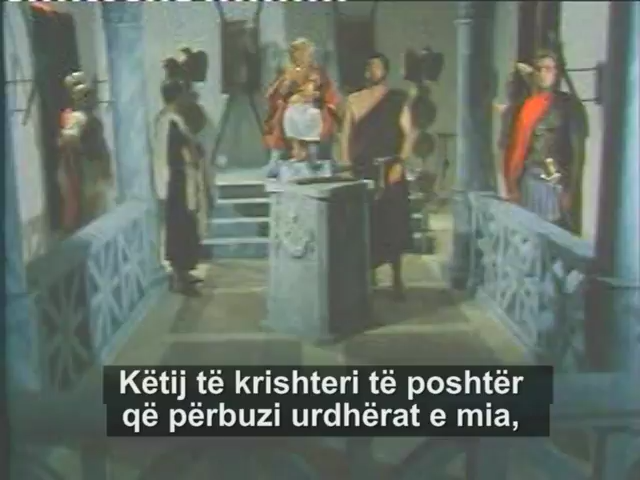 Këtij të krishteri të poshtër
që përbuzi urdhërat e mia,